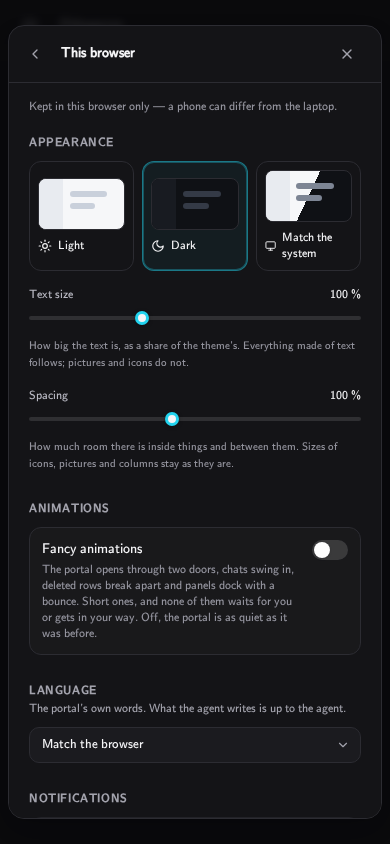 This browser
Kept in this browser only — a phone can differ from the laptop.
APPEARANCE
Light
Dark
Match the
system
Text size
100 %
How big the text is, as a share of the theme's. Everything made of text
follows; pictures and icons do not.
Spacing
100 %
How much room there is inside things and between them. Sizes of
icons, pictures and columns stay as they are.
ANIMATIONS
Fancy animations
The portal opens through two doors, chats swing in,
deleted rows break apart and panels dock with a
bounce. Short ones, and none of them waits for you
or gets in your way. Off, the portal is as quiet as it
was before.
LANGUAGE
The portal's own words. What the agent writes is up to the agent.
Match the browser
NOTIFICATIONS